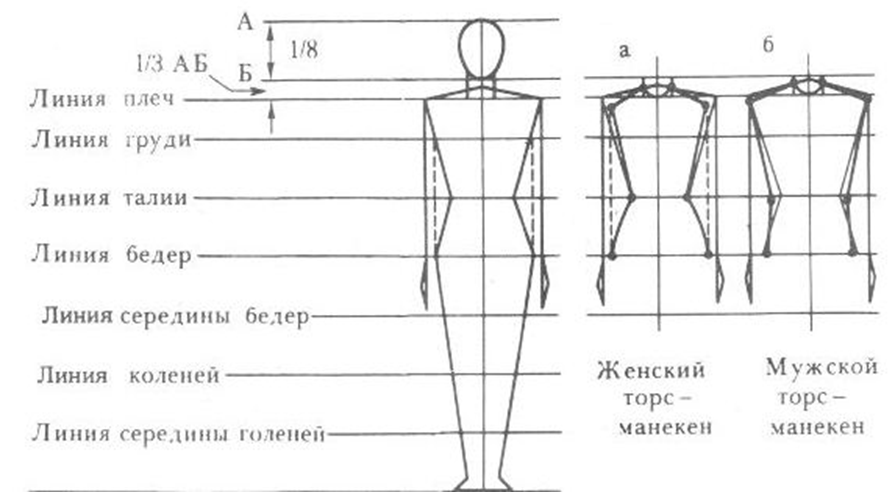 А
1/8
1/3 АБ
Б
Линия плеч
Линия груди
Линия талии
Линия бедер
Линия середины бедер
Линия коленей
Линия середины голеней
а
Женский
торс-
манекен
б
Мужской
торс-
манекен